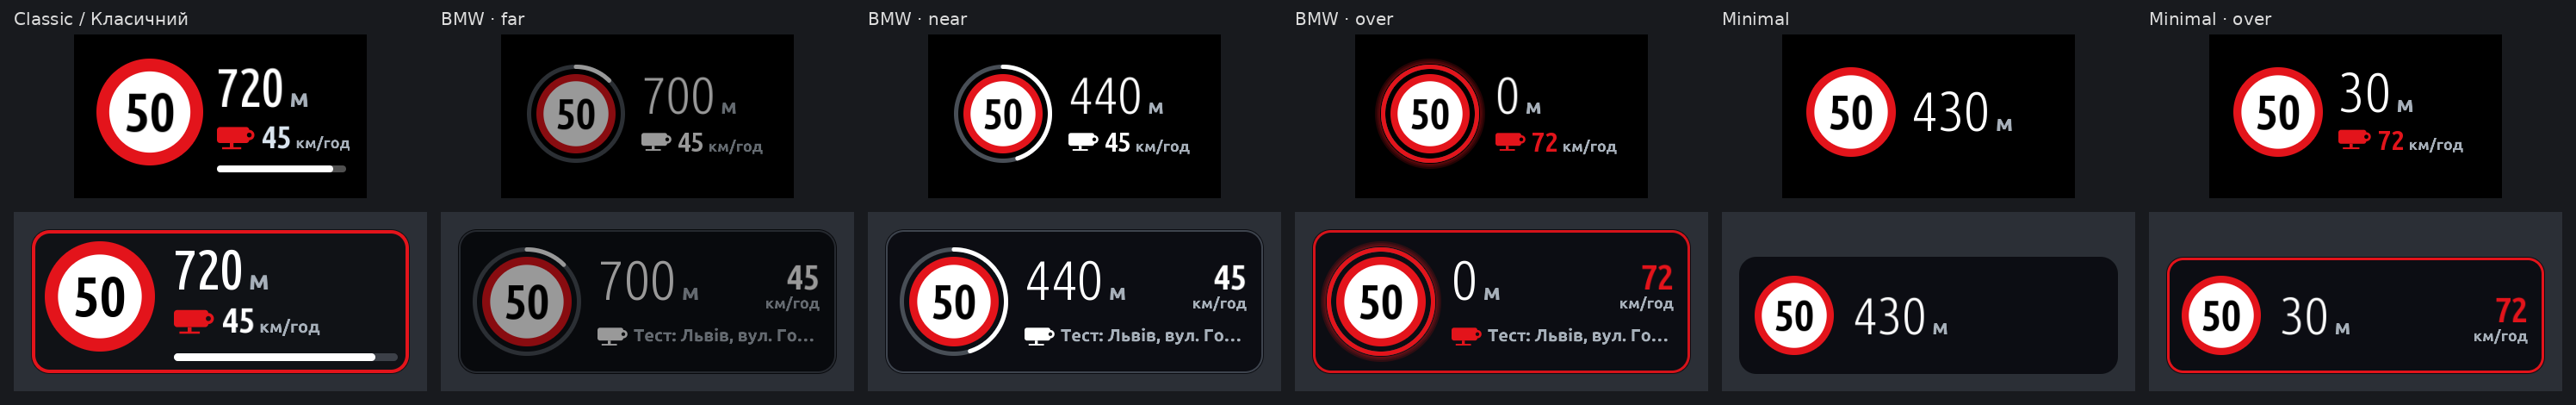 Classic / Класичний
50
720 м
45 км/год
50
720 м
45 км/год
BMW · far
50
700 м
45 км/год
50
700 м
45
км/год
Тест: Львів, вул. Го…
BMW · near
50
440 м
45 км/год
50
440 м
45
км/год
Тест: Львів, вул. Го…
BMW · over
50
0 м
72 км/год
50
0 м
72
км/год
Тест: Львів, вул. Го…
Minimal
50
430 м
50
430 м
Minimal · over
50
30 м
72 км/год
50
30 м
72
км/год